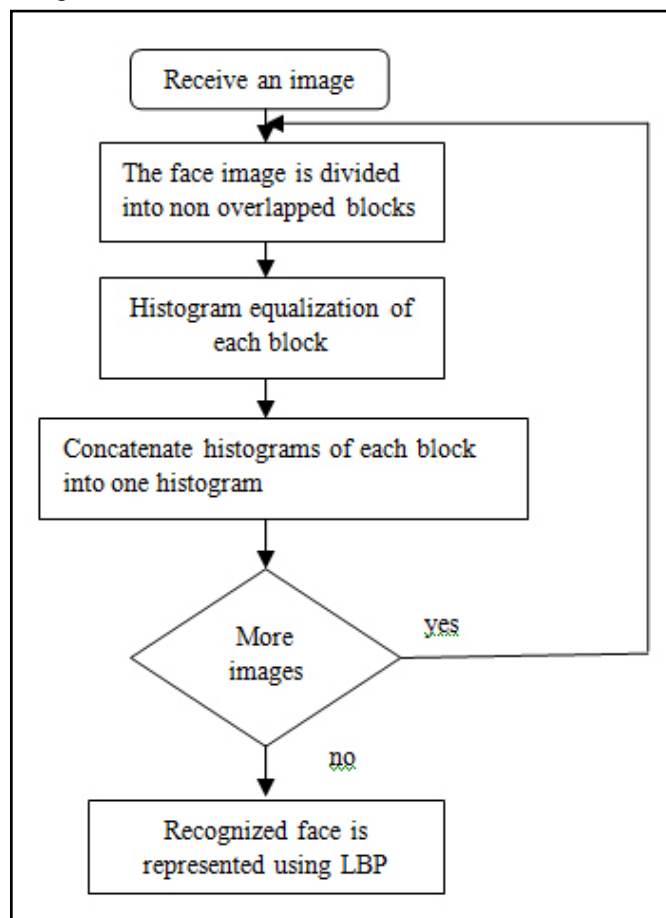 Receive an image
The face image is divided
into non overlapped blocks
Histogram equalization of
each block
Concatenate histograms of each block
into one histogram
More
images
yes
no
Recognized face is
represented using LBP